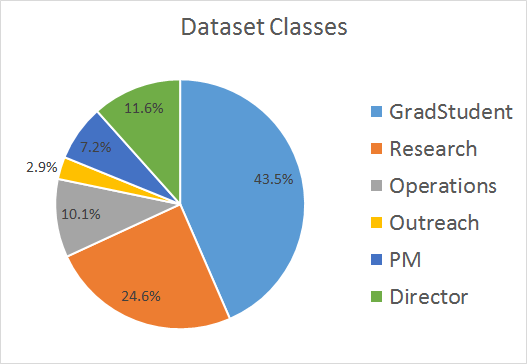 Dataset Classes
11.6%
7.2%
2.9%
10.1%
24.6%
43.5%
GradStudent
Research
Operations
Outreach
PM
Director